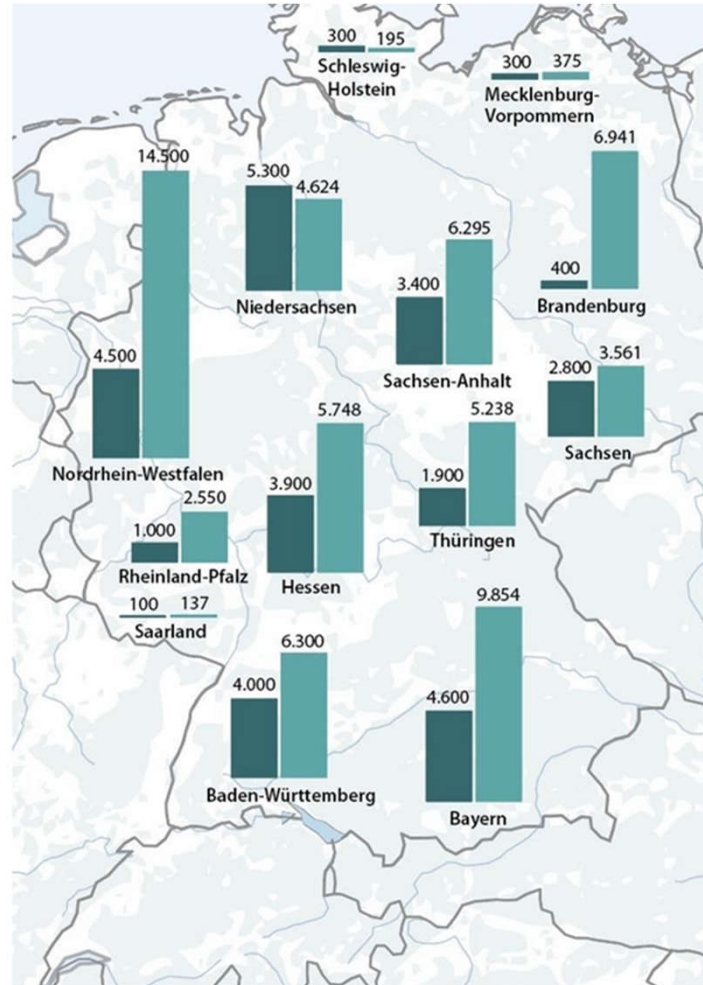 300 195
Schleswig-
Holstein
300 375
Mecklenburg-
Vorpommern
14.500
4.500
Nordrhein-Westfalen
5.300
4.624
Niedersachsen
6.941
400
Brandenburg
6.295
3.400
Sachsen-Anhalt
3.561
2.800
Sachsen
5.748
3.900
Hessen
5.238
1.900
Thüringen
2.550
1.000
Rheinland-Pfalz
100 137
Saarland
6.300
4.000
Baden-Württemberg
9.854
4.600
Bayern